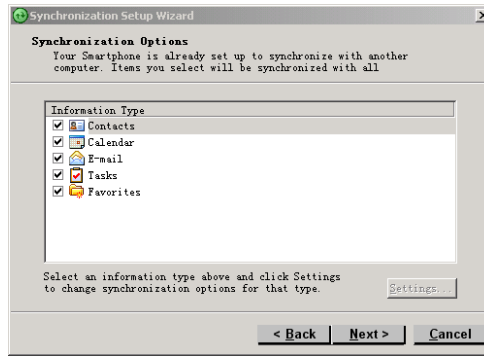 Synchronization Setup Wizard
Synchronization Options
Your Smartphone is already set up to synchronize with another
computer. Items you select will be synchronized with all
Information Type
Contacts
Calendar
E-mail
Tasks
Favorites
Select an information type above and click Settings
to change synchronization options for that type.
Settings...
< Back Next > Cancel